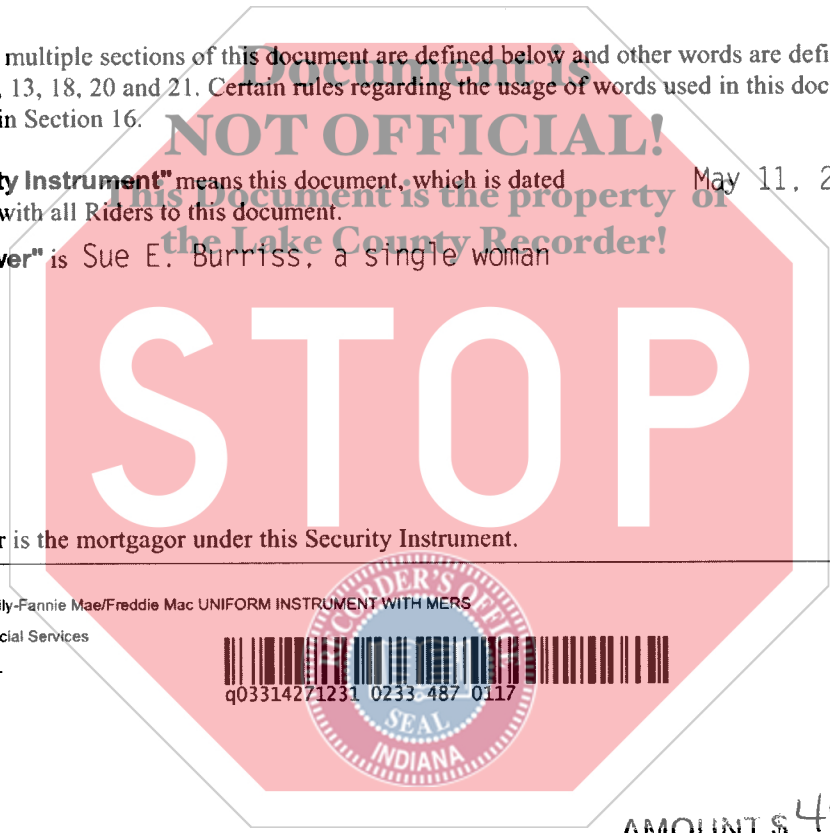 multiple sections of this document are defined below and other words are defi
, 13, 18, 20 and 21. Certain rules regarding the usage of words used in this doc
in Section 16.
Document is
NOT OFFICIAL!
This Document is the property of
the Lake County Recorder!
ty Instrument" means this document, which is dated May 11, 2
with all Riders to this document.
ver" is Sue E. Burriss, a single woman
STOP
r is the mortgagor under this Security Instrument.
ily-Fannie Mae/Freddie Mac UNIFORM INSTRUMENT WITH MERS
cial Services
q03314271231 0233 487 0117
RECORDER'S OFFICE
SEAL
INDIANA
AMOUNT $ 4